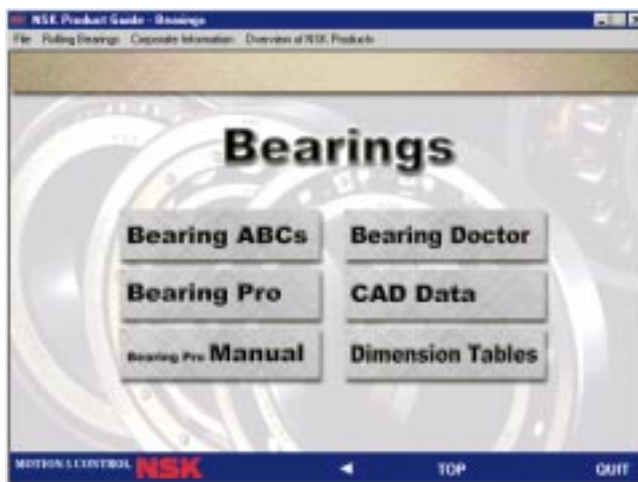 NSK Product Guide - Bearings
File Rolling Bearings Corporate Information Overview of NSK Products
Bearings
Bearing ABCs
Bearing Doctor
Bearing Pro
CAD Data
Bearing Pro Manual
Dimension Tables
MOTION & CONTROL NSK TOP QUIT